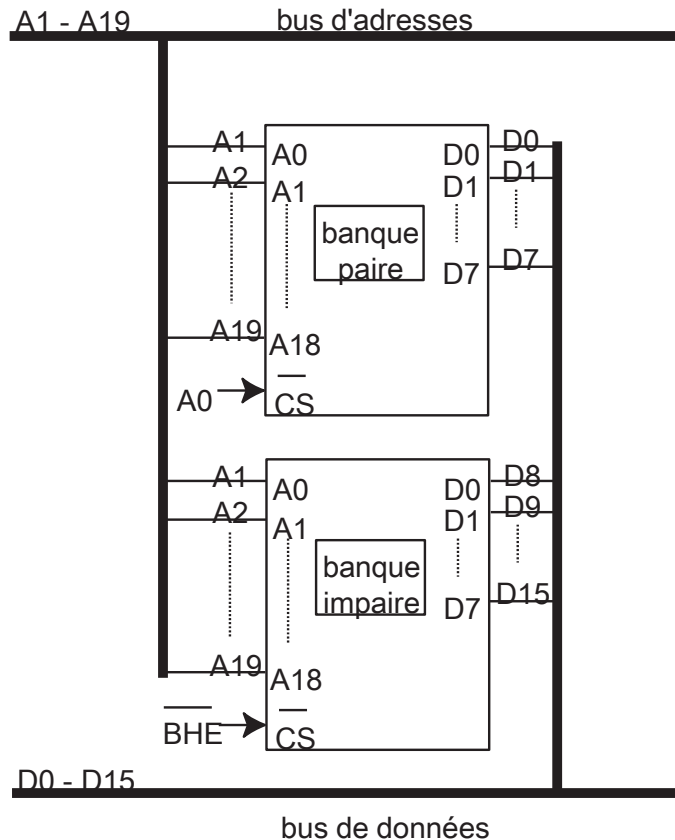 A1 - A19
bus d'adresses
A1
A0
D0
D0
A2
A1
D1
D1
banque
paire
D7
D7
A19
A18
A0
CS
A1
A0
D0
D8
A2
A1
D1
D9
banque
impaire
D7
D15
A19
A18
BHE
CS
D0 - D15
bus de données